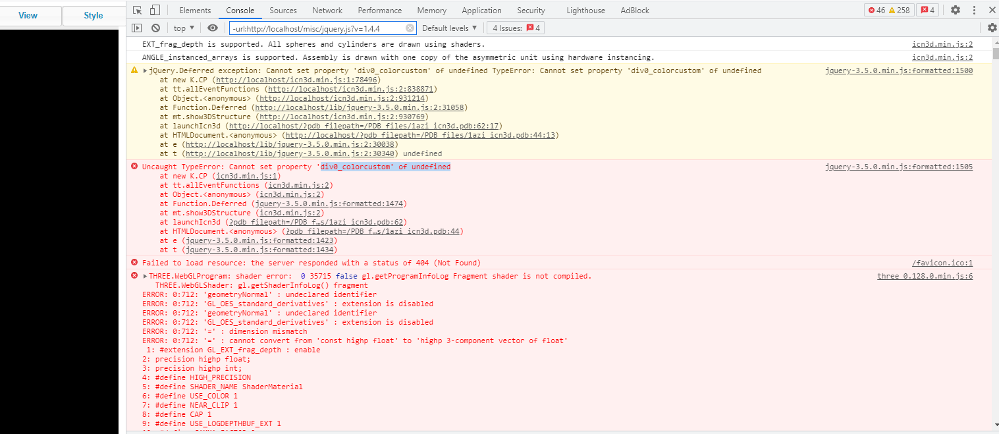 View Style
Elements Console Sources Network Performance Memory Application Security Lighthouse AdBlock 46 258 4
top -url:http://localhost/misc/jquery.js?v=1.4.4 Default levels 4 Issues: 4
EXT_frag_depth is supported. All spheres and cylinders are drawn using shaders. icn3d.min.js:2
ANGLE_instanced_arrays is supported. Assembly is drawn with one copy of the asymmetric unit using hardware instancing. icn3d.min.js:2
jQuery.Deferred exception: Cannot set property 'div0_colorcustom' of undefined TypeError: Cannot set property 'div0_colorcustom' of undefined jquery-3.5.0.min.js:formatted:1500
at new K.CP (http://localhost/icn3d.min.js:1:78496)
at tt.allEventFunctions (http://localhost/icn3d.min.js:2:838871)
at Object.<anonymous> (http://localhost/icn3d.min.js:2:931214)
at Function.Deferred (http://localhost/lib/jquery-3.5.0.min.js:2:31058)
at mt.show3DStructure (http://localhost/icn3d.min.js:2:930769)
at launchIcn3d (http://localhost/?pdb_filepath=/PDB_files/1azi_icn3d.pdb:62:17)
at HTMLDocument.<anonymous> (http://localhost/?pdb_filepath=/PDB_files/1azi_icn3d.pdb:44:13)
at e (http://localhost/lib/jquery-3.5.0.min.js:2:30038)
at t (http://localhost/lib/jquery-3.5.0.min.js:2:30340) undefined
Uncaught TypeError: Cannot set property 'div0_colorcustom' of undefined jquery-3.5.0.min.js:formatted:1505
at new K.CP (icn3d.min.js:1)
at tt.allEventFunctions (icn3d.min.js:2)
at Object.<anonymous> (icn3d.min.js:2)
at Function.Deferred (jquery-3.5.0.min.js:formatted:1474)
at mt.show3DStructure (icn3d.min.js:2)
at launchIcn3d (?pdb_filepath=/PDB_f…s/1azi_icn3d.pdb:62)
at HTMLDocument.<anonymous> (?pdb_filepath=/PDB_f…s/1azi_icn3d.pdb:44)
at e (jquery-3.5.0.min.js:formatted:1423)
at t (jquery-3.5.0.min.js:formatted:1434)
Failed to load resource: the server responded with a status of 404 (Not Found) /favicon.ico:1
THREE.WebGLProgram: shader error: 0 35715 false gl.getProgramInfoLog Fragment shader is not compiled. three_0.128.0.min.js:6
THREE.WebGLShader: gl.getShaderInfoLog() fragment
ERROR: 0:712: 'geometryNormal' : undeclared identifier
ERROR: 0:712: 'GL_OES_standard_derivatives' : extension is disabled
ERROR: 0:712: 'geometryNormal' : undeclared identifier
ERROR: 0:712: 'GL_OES_standard_derivatives' : extension is disabled
ERROR: 0:712: '=' : dimension mismatch
ERROR: 0:712: '=' : cannot convert from 'const highp float' to 'highp 3-component vector of float'
1: #extension GL_EXT_frag_depth : enable
2: precision highp float;
3: precision highp int;
4: #define HIGH_PRECISION
5: #define SHADER_NAME ShaderMaterial
6: #define USE_COLOR 1
7: #define NEAR_CLIP 1
8: #define CAP 1
9: #define USE_LOGDEPTHBUF_EXT 1